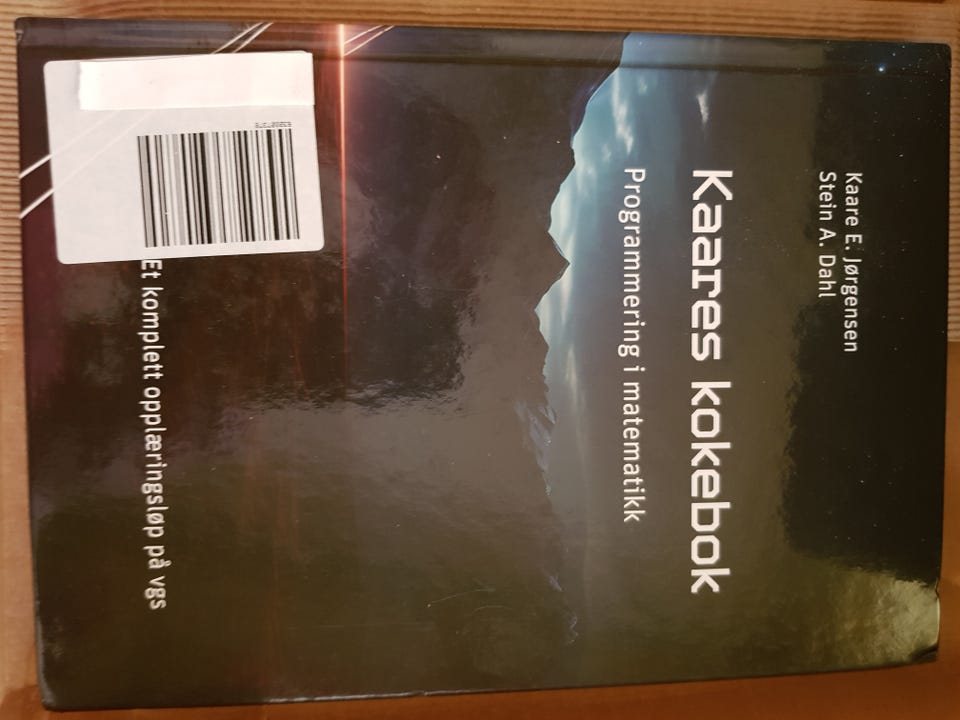 Kaare E. Jørgensen
Stein A. Dahl
Kaares kokebok
Programmering i matematikk
Et komplett opplæringsløp på vgs